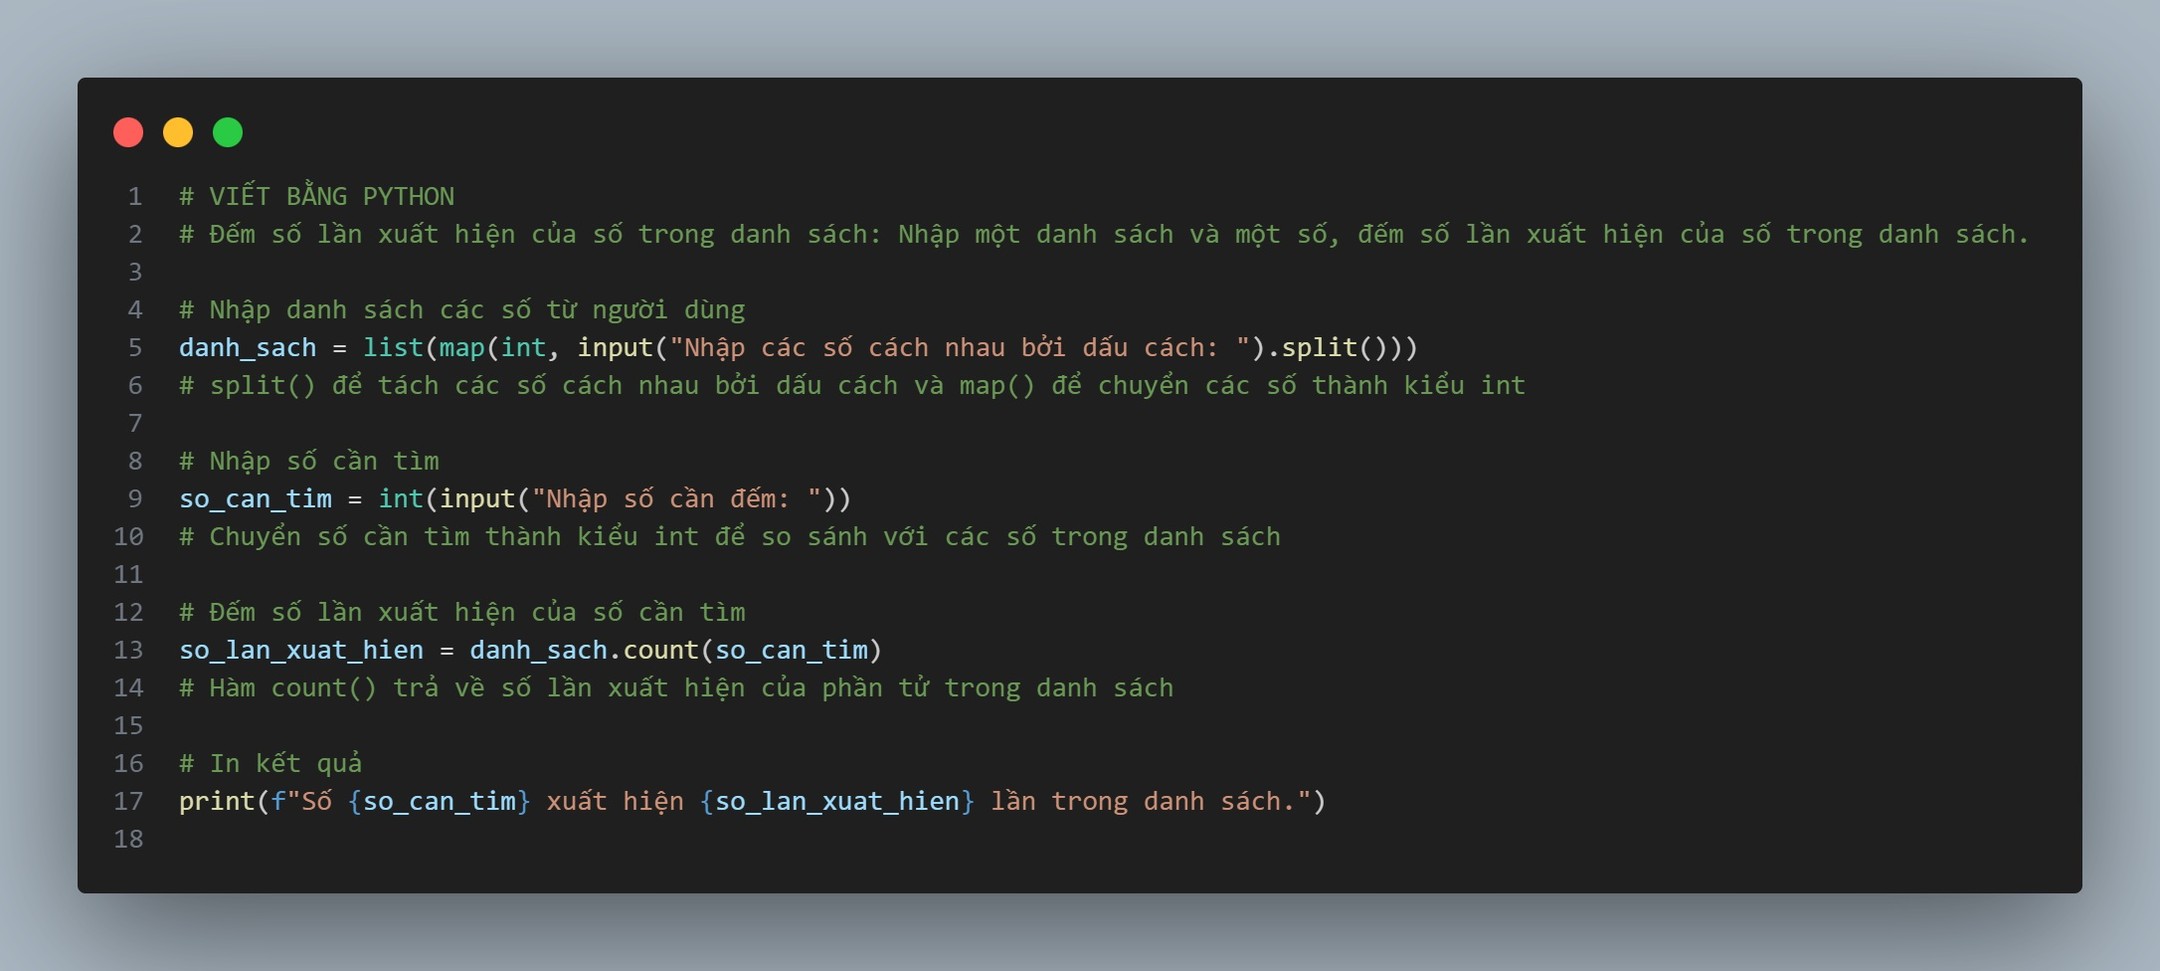 1 # VIẾT BẰNG PYTHON
2 # Đếm số lần xuất hiện của số trong danh sách: Nhập một danh sách và một số, đếm số lần xuất hiện của số trong danh sách.
3
4 # Nhập danh sách các số từ người dùng
5 danh_sach = list(map(int, input("Nhập các số cách nhau bởi dấu cách: ").split()))
6 # split() để tách các số cách nhau bởi dấu cách và map() để chuyển các số thành kiểu int
7
8 # Nhập số cần tìm
9 so_can_tim = int(input("Nhập số cần đếm: "))
10 # Chuyển số cần tìm thành kiểu int để so sánh với các số trong danh sách
11
12 # Đếm số lần xuất hiện của số cần tìm
13 so_lan_xuat_hien = danh_sach.count(so_can_tim)
14 # Hàm count() trả về số lần xuất hiện của phần tử trong danh sách
15
16 # In kết quả
17 print(f"Số {so_can_tim} xuất hiện {so_lan_xuat_hien} lần trong danh sách.")
18